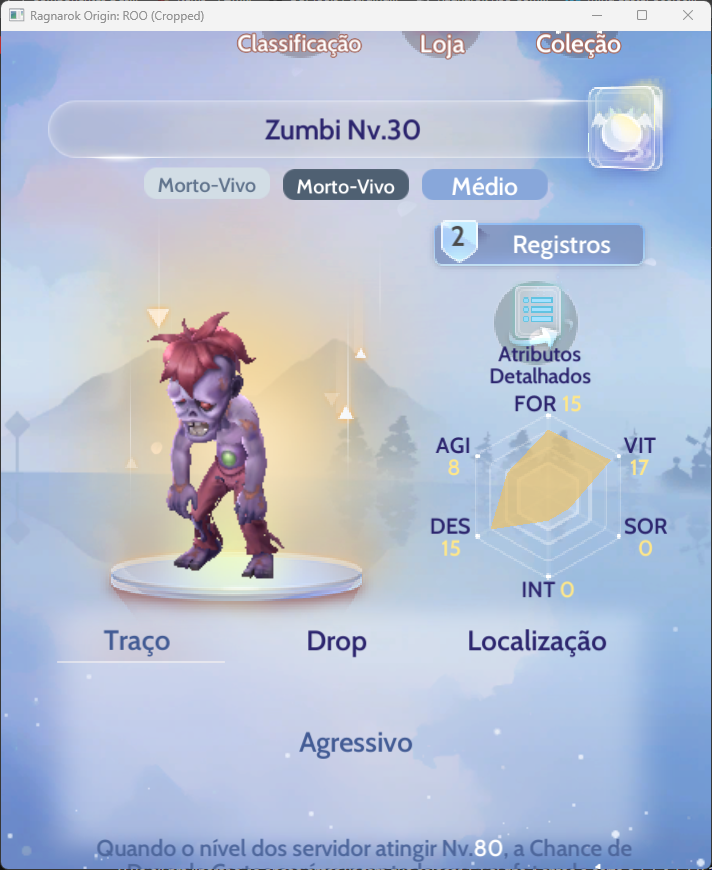 Ragnarok Origin: ROO (Cropped)
Classificação Loja Coleção
Zumbi Nv.30
Morto-Vivo Morto-Vivo Médio
2 Registros
Atributos
Detalhados
FOR 15
AGI VIT
8 17
DES SOR
15 0
INT 0
Traço Drop Localização
Agressivo
Quando o nível dos servidor atingir Nv.80, a Chance de